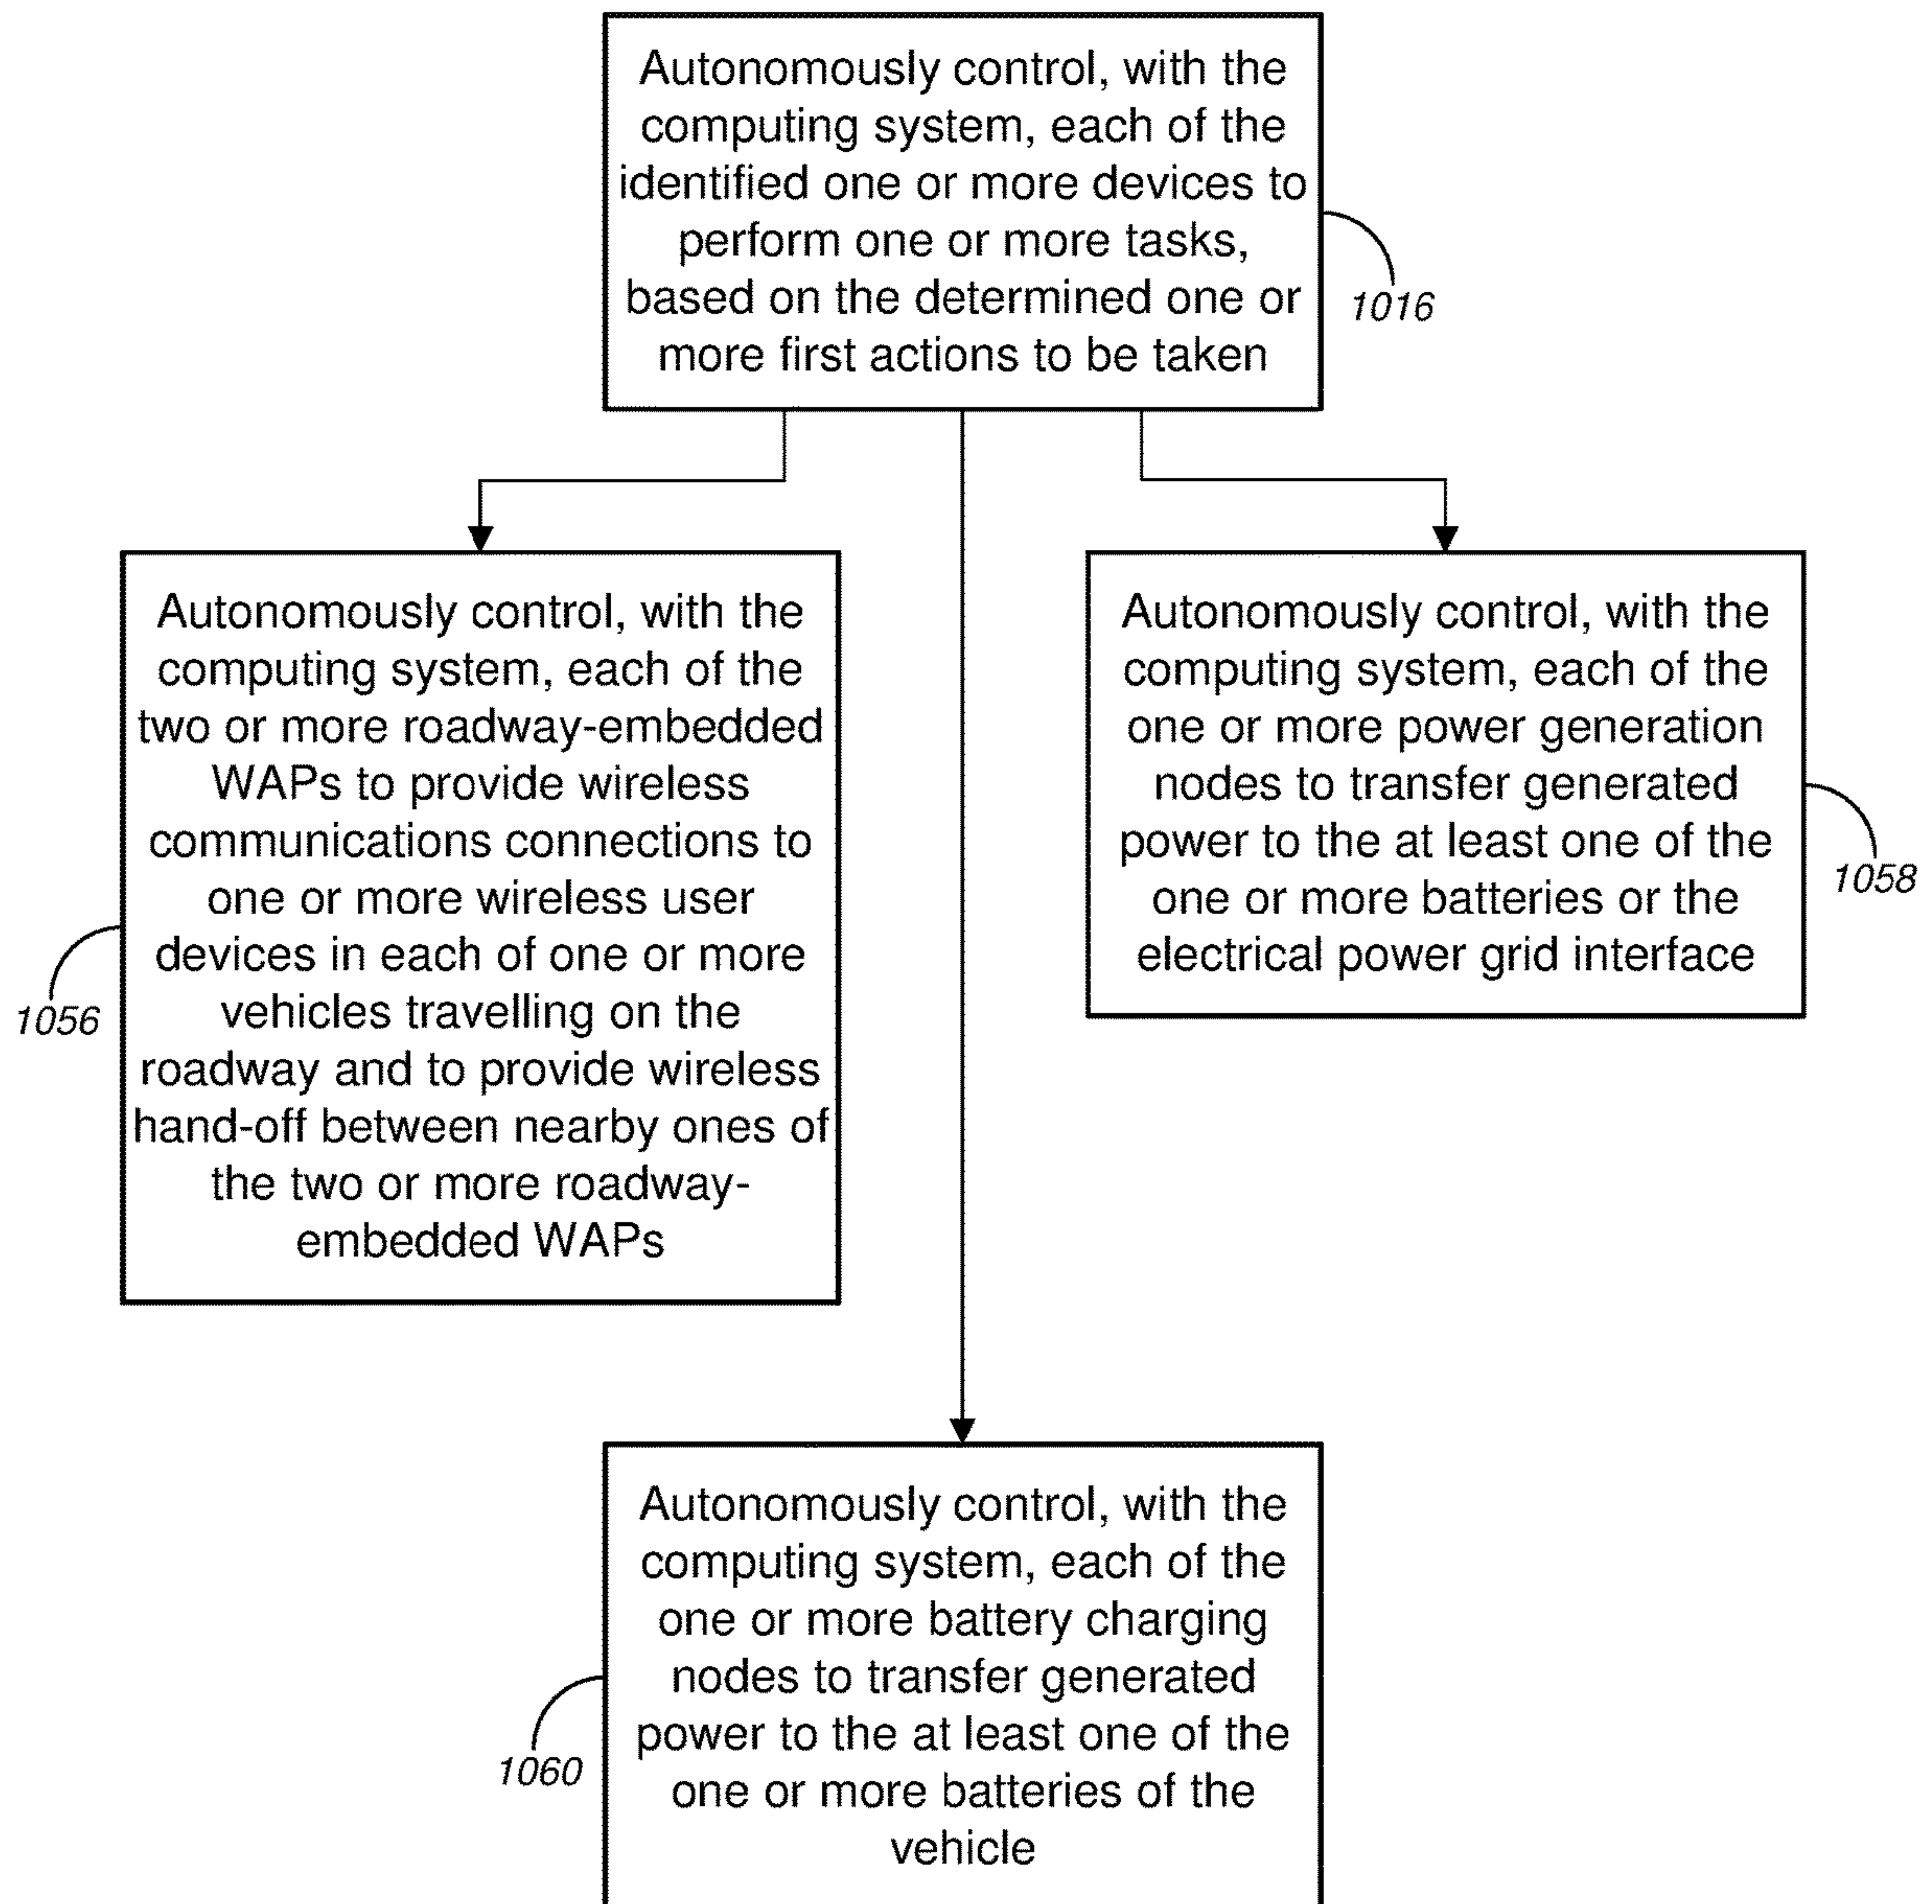 Autonomously control, with the
computing system, each of the
identified one or more devices to
perform one or more tasks,
based on the determined one or
more first actions to be taken
1016
Autonomously control, with the
computing system, each of the
two or more roadway-embedded
WAPs to provide wireless
communications connections to
one or more wireless user
devices in each of one or more
vehicles travelling on the
roadway and to provide wireless
hand-off between nearby ones of
the two or more roadway-
embedded WAPs
1056
Autonomously control, with the
computing system, each of the
one or more power generation
nodes to transfer generated
power to the at least one of the
one or more batteries or the
electrical power grid interface
1058
Autonomously control, with the
computing system, each of the
one or more battery charging
nodes to transfer generated
power to the at least one of the
one or more batteries of the
vehicle
1060